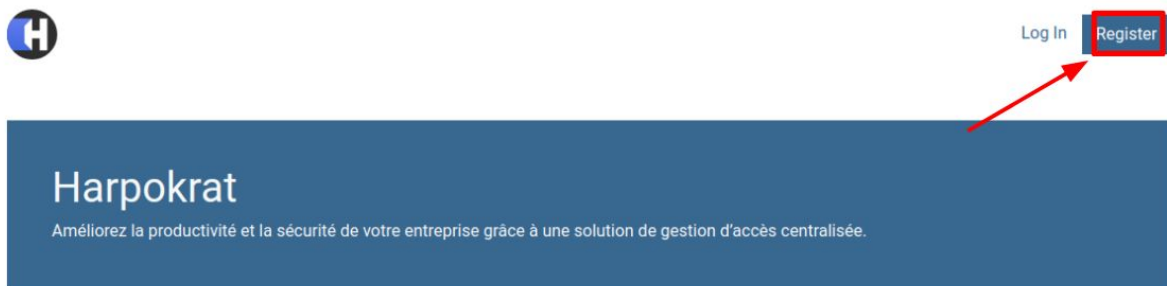 H
Log In Register
Harpokrat
Améliorez la productivité et la sécurité de votre entreprise grâce à une solution de gestion d'accès centralisée.